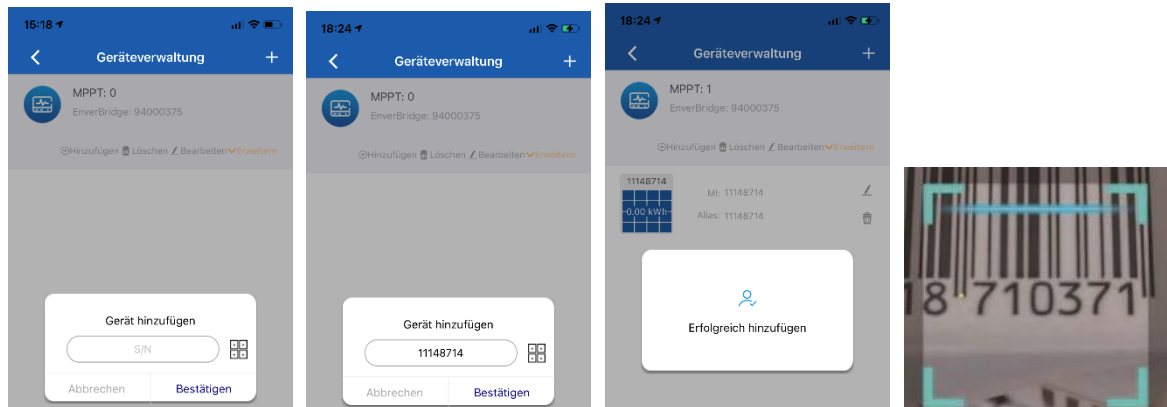 15:18
Geräteverwaltung
MPPT: 0
EnverBridge: 94000375
Hinzufügen Löschen Bearbeiten Erweitern
Gerät hinzufügen
S/N
Abbrechen Bestätigen
18:24
Geräteverwaltung
MPPT: 0
EnverBridge: 94000375
Hinzufügen Löschen Bearbeiten Erweitern
Gerät hinzufügen
11148714
Abbrechen Bestätigen
18:24
Geräteverwaltung
MPPT: 1
EnverBridge: 94000375
Hinzufügen Löschen Bearbeiten Erweitern
11148714
0.00 kWh
MI: 11148714
Alias: 11148714
Erfolgreich hinzufügen
18 710371